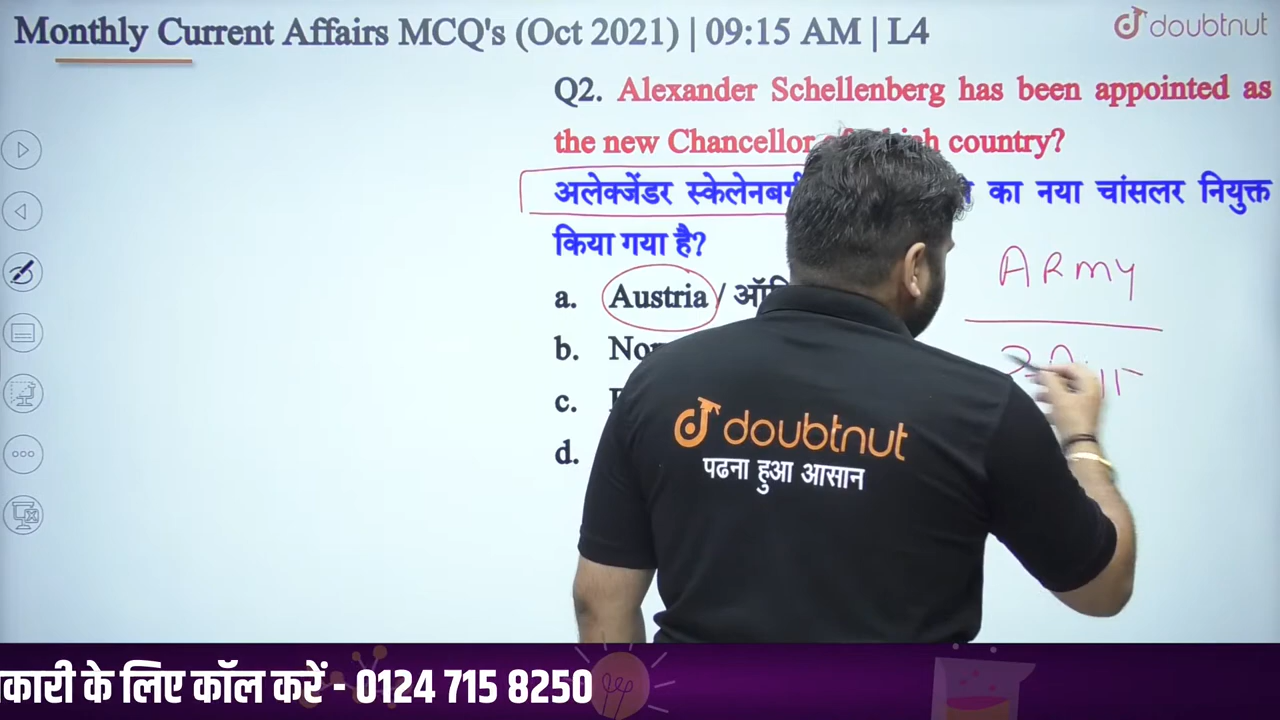 Monthly Current Affairs MCQ's (Oct 2021) | 09:15 AM | L4
doubtnut
Q2. Alexander Schellenberg has been appointed as
the new Chancellor country?
अलेक्जेंडर का नया चांसलर नियुक्त
किया गया है?
a. Austria /
b.
c.
d.
ARMY
doubtnut
पढना हुआ आसान
के लिए कॉल करें - 0124 715 8250